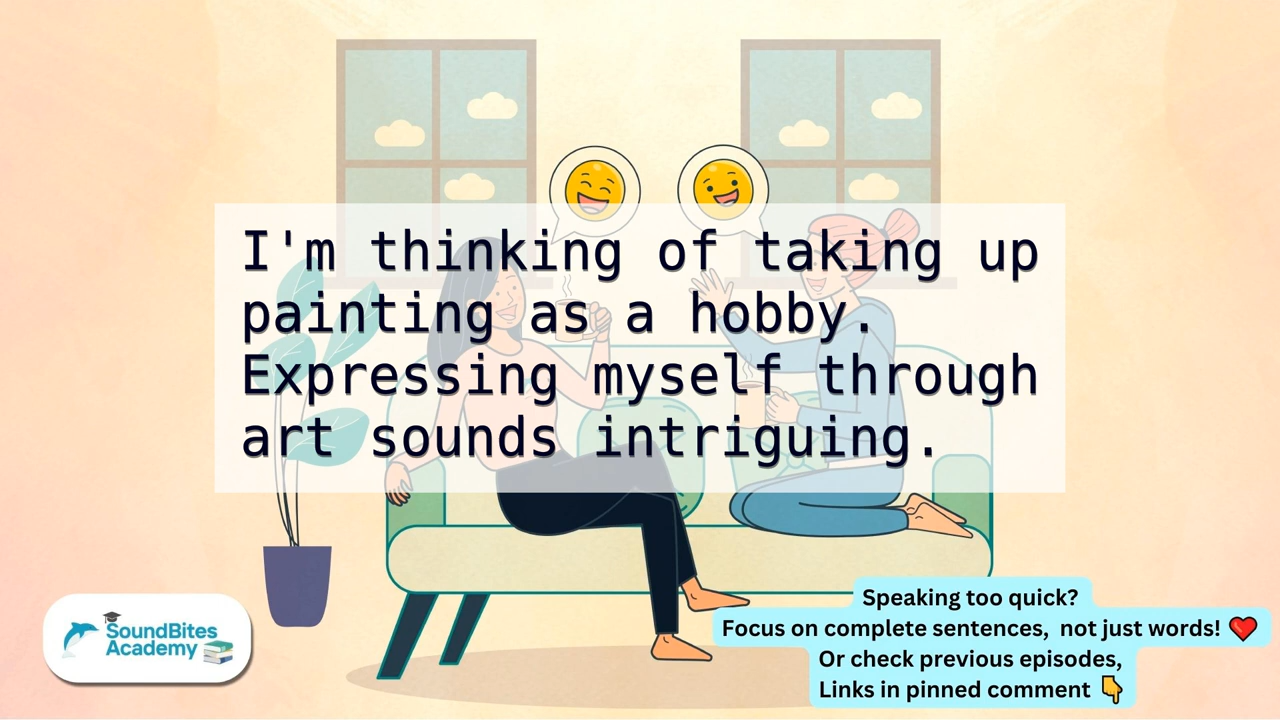 I'm thinking of taking up
painting as a hobby.
Expressing myself through
art sounds intriguing.
SoundBites
Academy
Speaking too quick?
Focus on complete sentences, not just words! ❤️
Or check previous episodes,
Links in pinned comment 👇